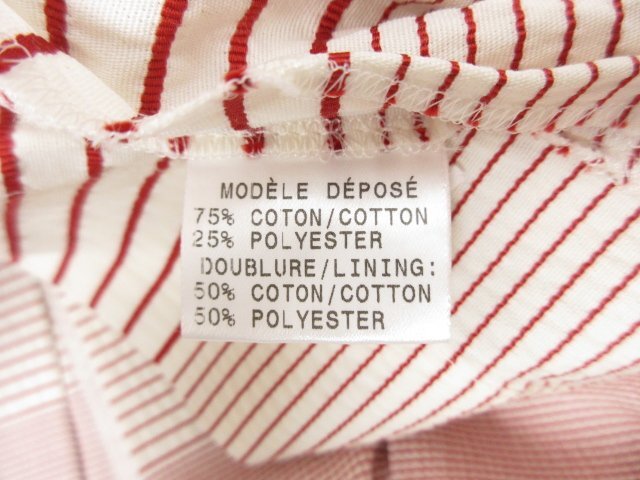 MODÈLE DÉPOSÉ
75% COTON/COTTON
25% POLYESTER
DOUBLURE/LINING:
50% COTON/COTTON
50% POLYESTER